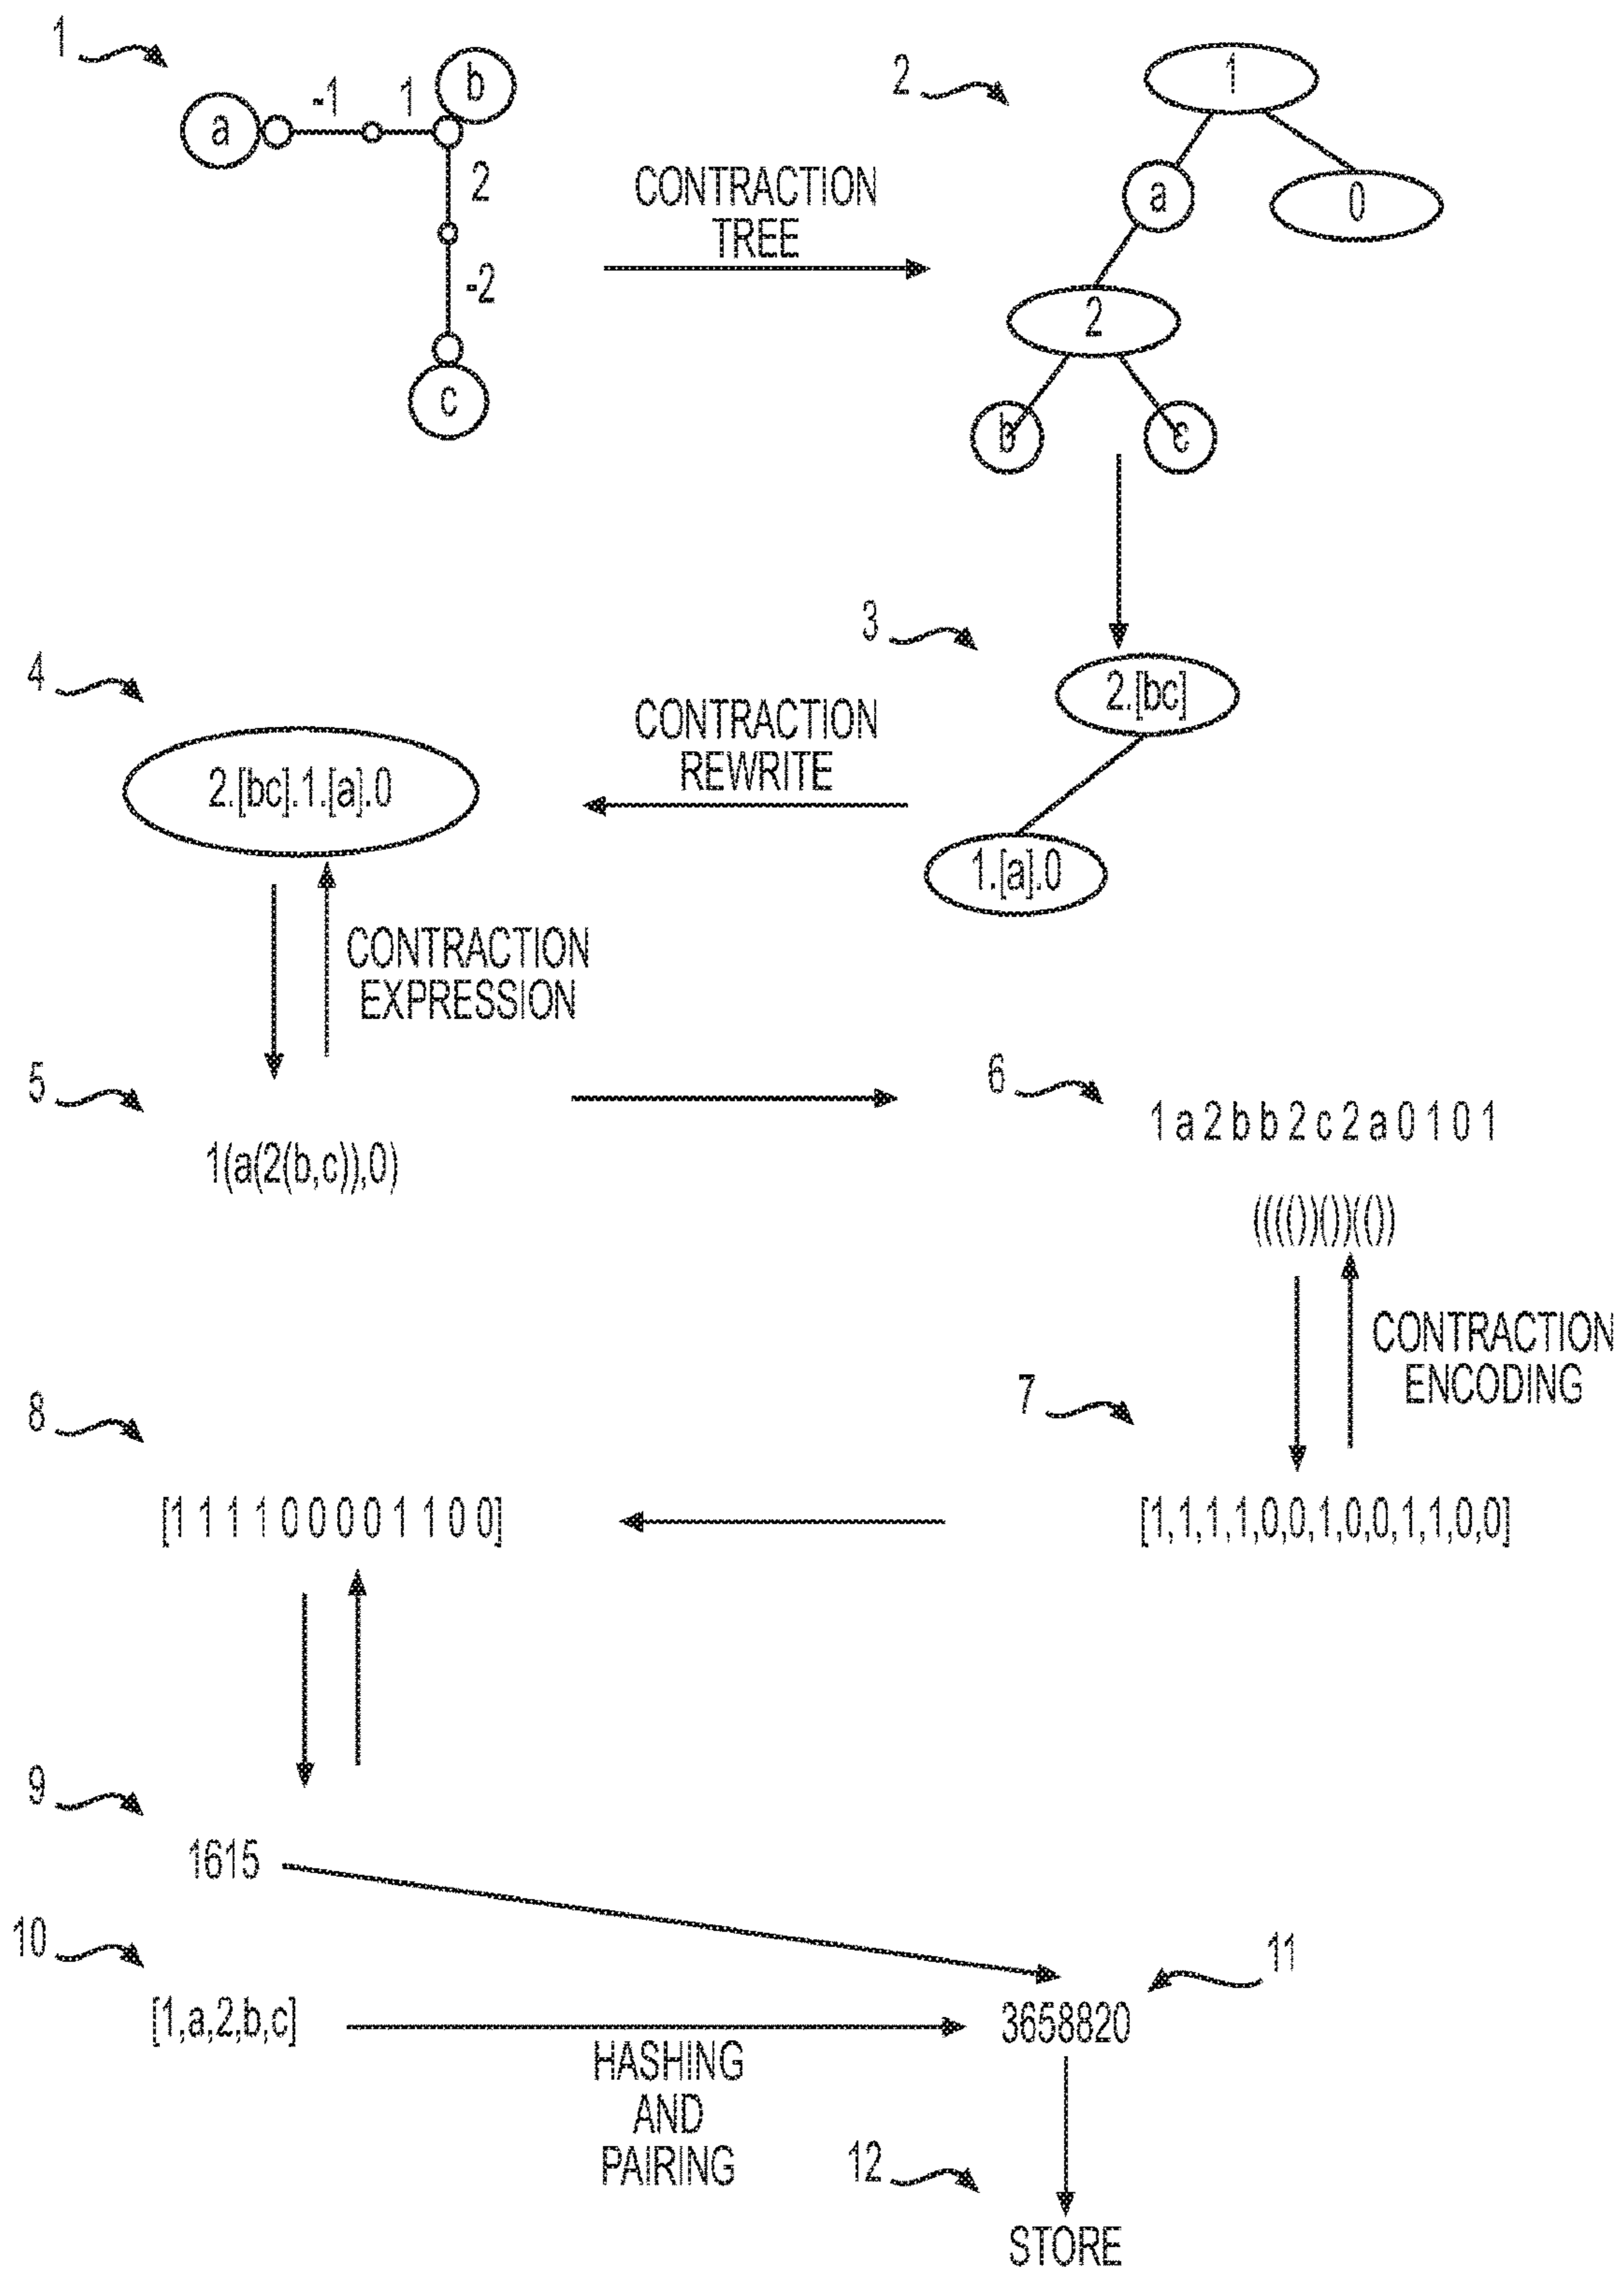 1
a
-1
1
b
2
-2
c
CONTRACTION
TREE
2
1
a
0
2
b
c
3
2.[bc]
1.[a].0
CONTRACTION
REWRITE
4
2.[bc].1.[a].0
CONTRACTION
EXPRESSION
5
1(a(2(b,c)),0)
6
1 a 2 b b 2 c 2 a 0 1 0 1
(((())())(())
CONTRACTION
ENCODING
7
[1,1,1,1,0,0,1,0,0,1,1,0,0]
8
[1 1 1 1 0 0 0 0 1 1 0 0]
9
1615
10
[1,a,2,b,c]
HASHING
AND
PAIRING
11
3658820
12
STORE